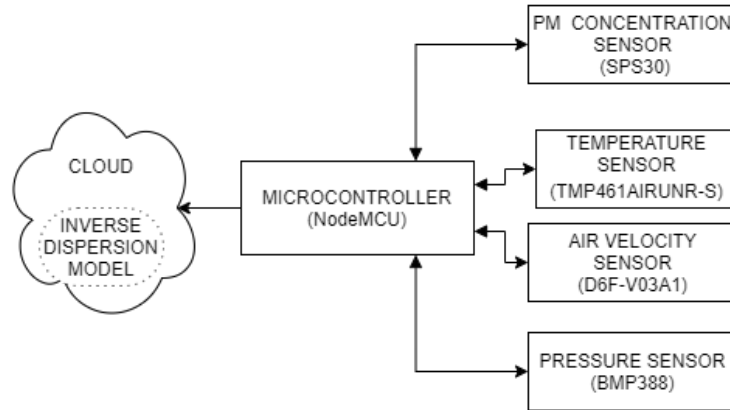 PM CONCENTRATION
SENSOR
(SPS30)
CLOUD
INVERSE
DISPERSION
MODEL
MICROCONTROLLER
(NodeMCU)
TEMPERATURE
SENSOR
(TMP461AIRUNR-S)
AIR VELOCITY
SENSOR
(D6F-V03A1)
PRESSURE SENSOR
(BMP388)